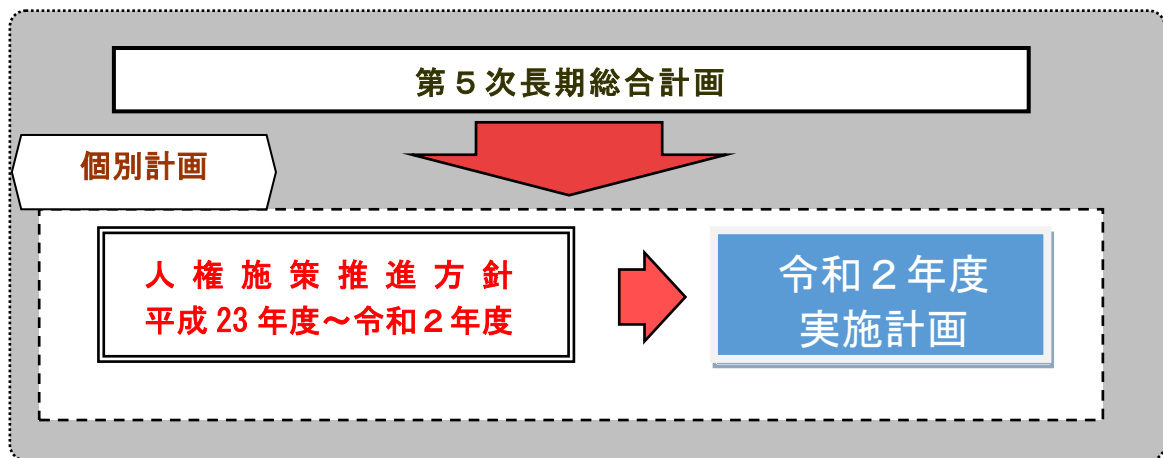 第５次長期総合計画
個別計画
人権施策推進方針
平成 23 年度～令和２年度
令和２年度
実施計画